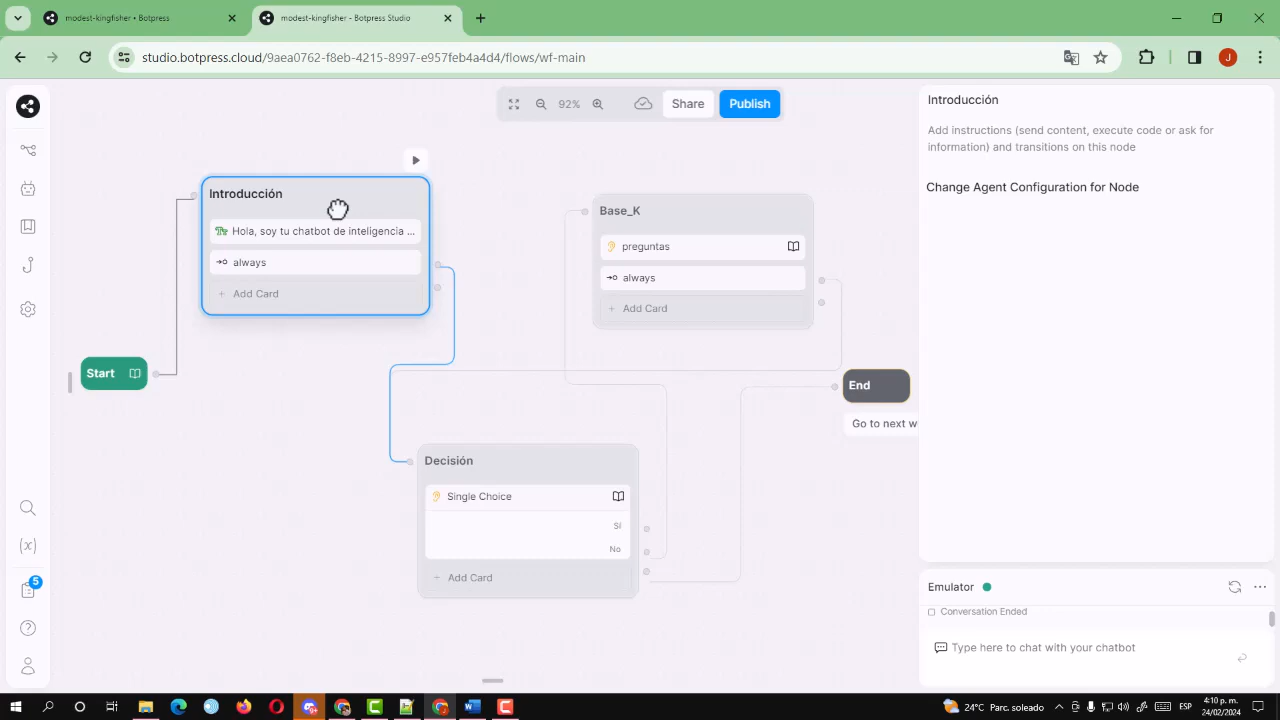 modest-kingfisher • Botpress
modest-kingfisher - Botpress Studio
studio.botpress.cloud/9aea0762-f8eb-4215-8997-e957feb4a4d4/flows/wf-main
J
92%
Share
Publish
Introducción
Hola, soy tu chatbot de inteligencia ...
always
+ Add Card
Base_K
preguntas
always
+ Add Card
Start
End
Go to next w
Decisión
Single Choice
Sí
No
+ Add Card
(x)
5
Introducción
Add instructions (send content, execute code or ask for
information) and transitions on this node
Change Agent Configuration for Node
Emulator
Conversation Ended
Type here to chat with your chatbot
24°C Parc. soleado
ESP
4:10 p.m.
24/02/2024